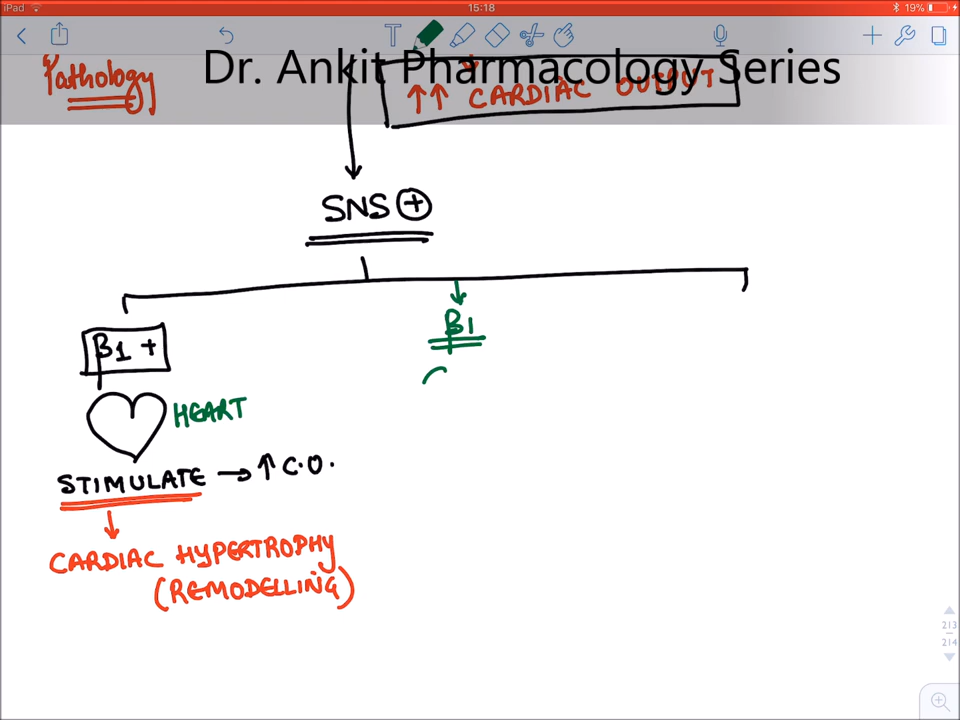 iPad 15:18 19%
T
Dr. Ankit Pharmacology Series
Pathology
↑↑ CARDIAC OUTPUT
SNS +
β1 +
β1
HEART
STIMULATE → ↑ C.O.
CARDIAC HYPERTROPHY
(REMODELLING)
213
214